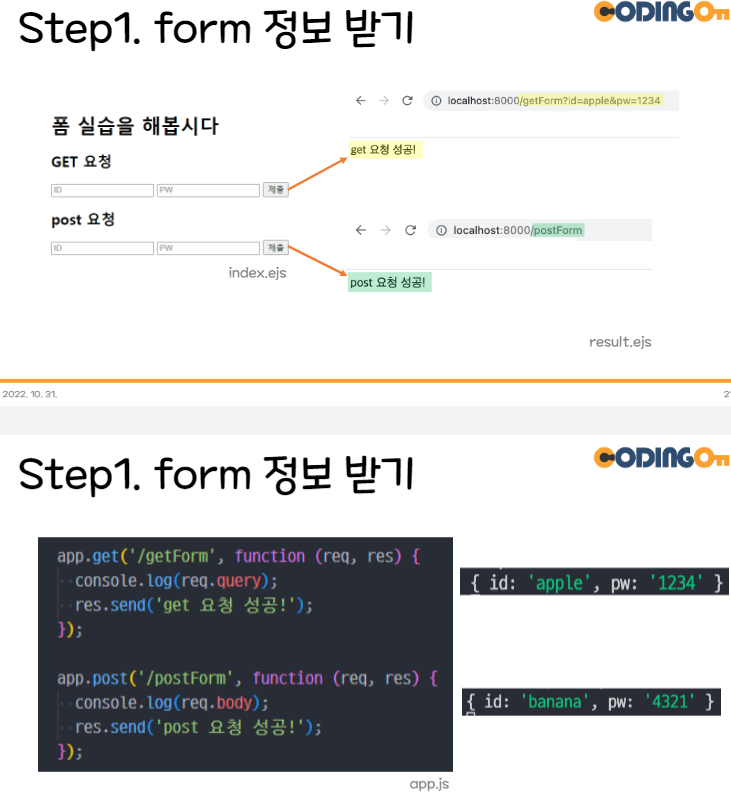 Step1. form 정보 받기
CODINGOn
폼 실습을 해봅시다
GET 요청
ID PW 제출
post 요청
ID PW 제출
index.ejs
localhost:8000/getForm?id=apple&pw=1234
get 요청 성공!
localhost:8000/postForm
post 요청 성공!
result.ejs
2022. 10. 31.
Step1. form 정보 받기
CODINGOn
app.get('/getForm', function (req, res) {
console.log(req.query);
res.send('get 요청 성공!');
});
app.post('/postForm', function (req, res) {
console.log(req.body);
res.send('post 요청 성공!');
});
app.js
{ id: 'apple', pw: '1234' }
{ id: 'banana', pw: '4321' }